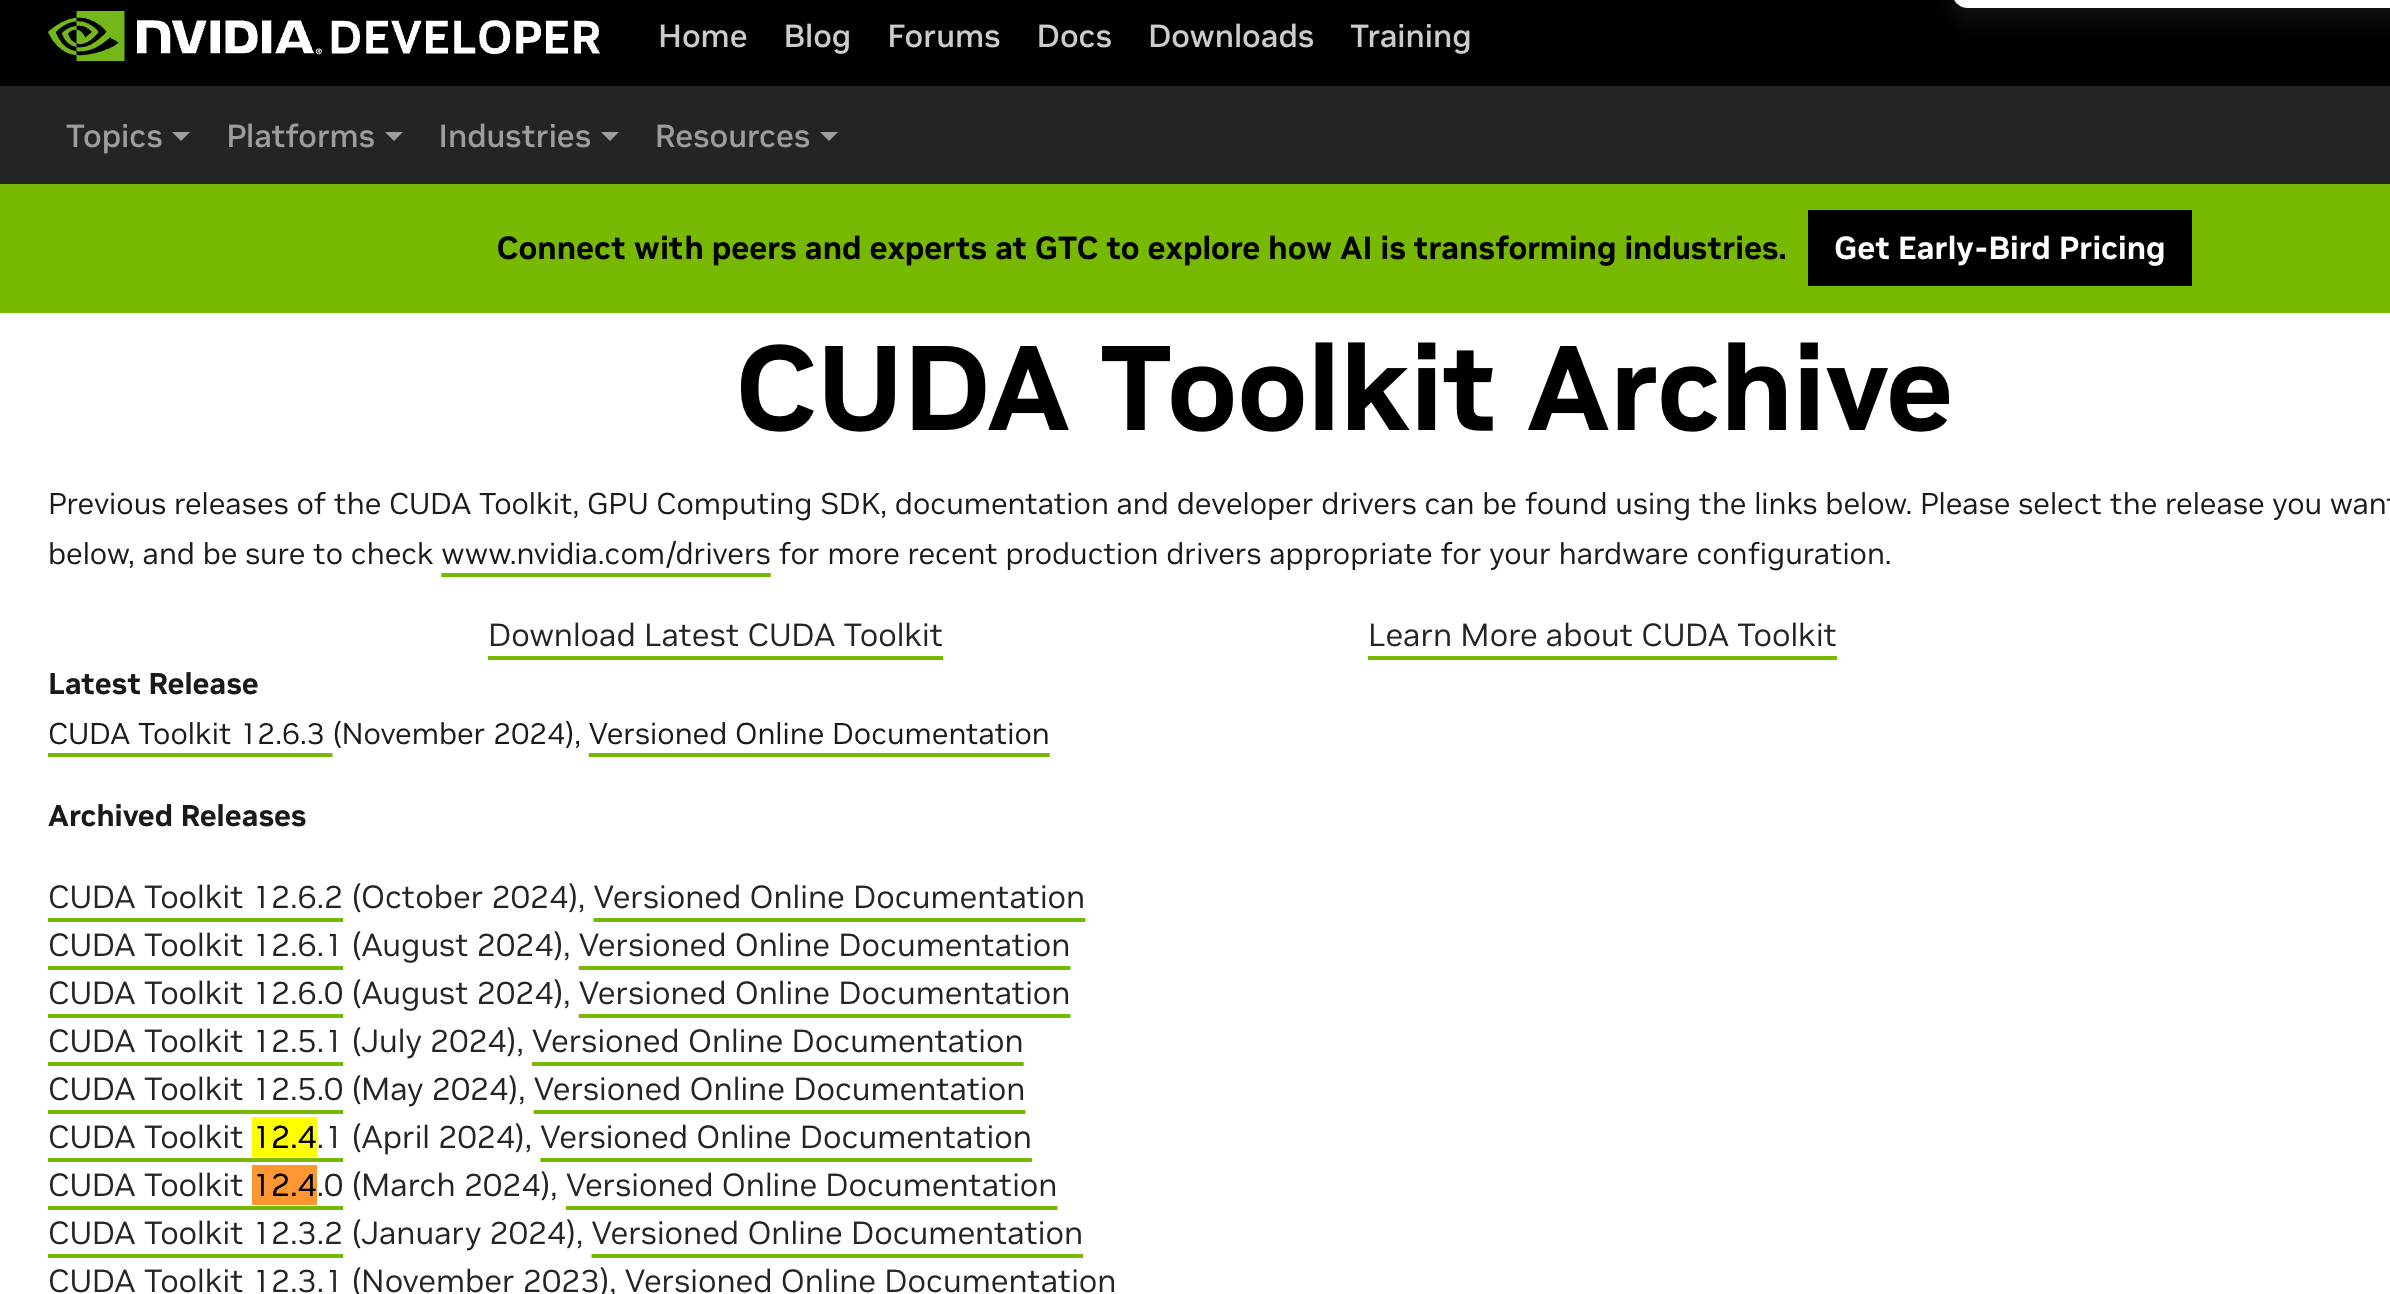 NVIDIA. DEVELOPER Home Blog Forums Docs Downloads Training
Topics Platforms Industries Resources
Connect with peers and experts at GTC to explore how AI is transforming industries. Get Early-Bird Pricing
CUDA Toolkit Archive
Previous releases of the CUDA Toolkit, GPU Computing SDK, documentation and developer drivers can be found using the links below. Please select the release you
below, and be sure to check www.nvidia.com/drivers for more recent production drivers appropriate for your hardware configuration.
Download Latest CUDA Toolkit Learn More about CUDA Toolkit
Latest Release
CUDA Toolkit 12.6.3 (November 2024), Versioned Online Documentation
Archived Releases
CUDA Toolkit 12.6.2 (October 2024), Versioned Online Documentation
CUDA Toolkit 12.6.1 (August 2024), Versioned Online Documentation
CUDA Toolkit 12.6.0 (August 2024), Versioned Online Documentation
CUDA Toolkit 12.5.1 (July 2024), Versioned Online Documentation
CUDA Toolkit 12.5.0 (May 2024), Versioned Online Documentation
CUDA Toolkit 12.4.1 (April 2024), Versioned Online Documentation
CUDA Toolkit 12.4.0 (March 2024), Versioned Online Documentation
CUDA Toolkit 12.3.2 (January 2024), Versioned Online Documentation
CUDA Toolkit 12.3.1 (November 2023), Versioned Online Documentation